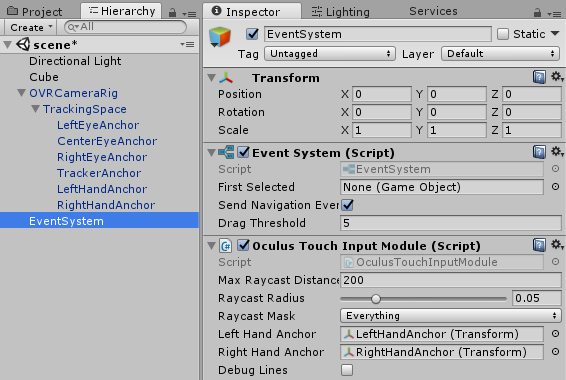 Project Hierarchy
Create All
scene*
Directional Light
Cube
OVRCameraRig
TrackingSpace
LeftEyeAnchor
CenterEyeAnchor
RightEyeAnchor
TrackerAnchor
LeftHandAnchor
RightHandAnchor
EventSystem
Inspector Lighting Services
EventSystem Static
Tag Untagged Layer Default
Transform
Position X 0 Y 0 Z 0
Rotation X 0 Y 0 Z 0
Scale X 1 Y 1 Z 1
Event System (Script)
Script EventSystem
First Selected None (Game Object)
Send Navigation Even
Drag Threshold 5
Oculus Touch Input Module (Script)
Script OculusTouchInputModule
Max Raycast Distance 200
Raycast Radius 0.05
Raycast Mask Everything
Left Hand Anchor LeftHandAnchor (Transform)
Right Hand Anchor RightHandAnchor (Transform)
Debug Lines